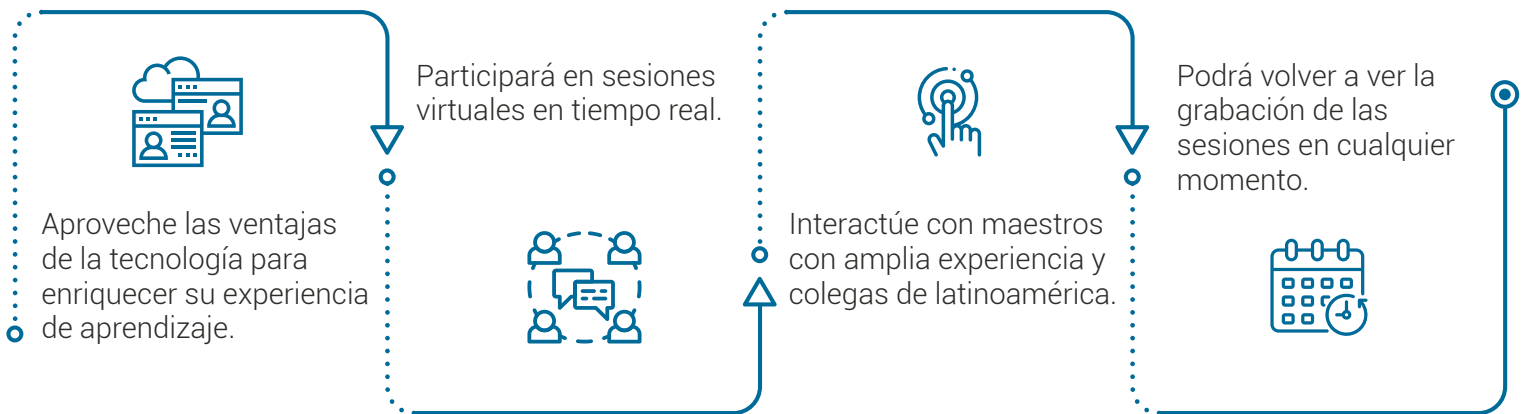 Aproveche las ventajas
de la tecnología para
enriquecer su experiencia
de aprendizaje.
Participará en sesiones
virtuales en tiempo real.
Interactúe con maestros
con amplia experiencia y
colegas de latinoamérica.
Podrá volver a ver la
grabación de las
sesiones en cualquier
momento.